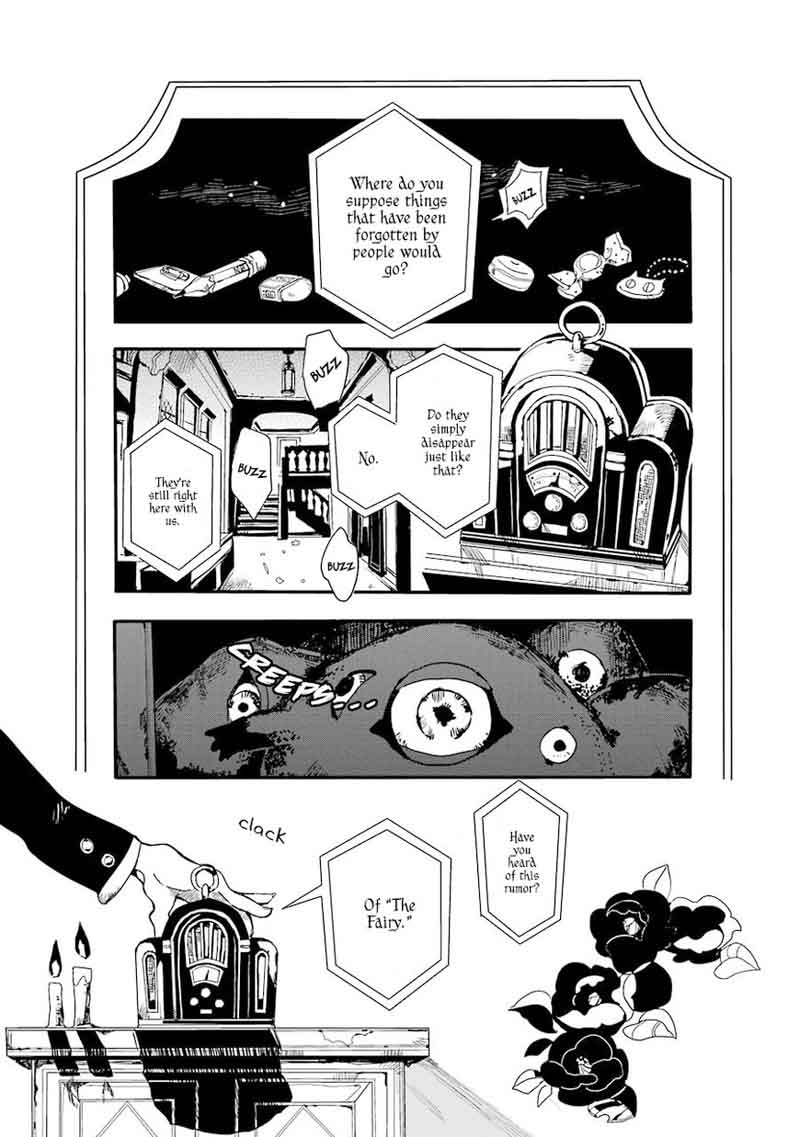 Where do you
suppose things
that have been
forgotten by
people would
go?
BUZZ
Do they
simply
disappear
just like
that?
No.
BUZZ
BUZZ
BUZZ
They're
still right
here with
us.
CREEPS...
Have
you
heard
of this
rumor?
clack
Of "The
Fairy."